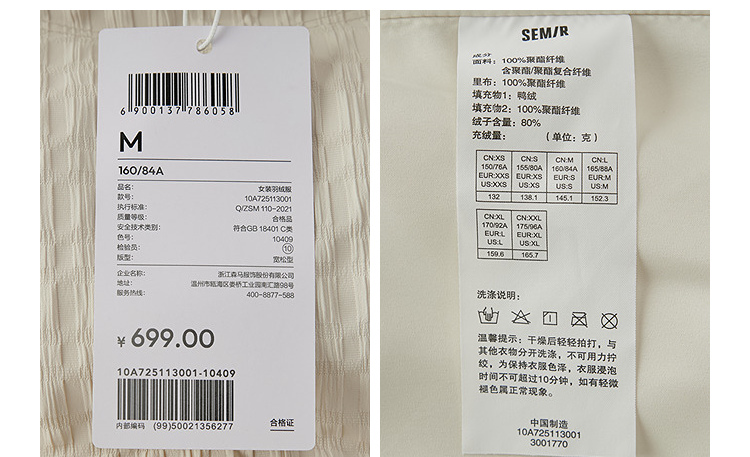 6 900137 786058
M
160/84A
品名: 女装羽绒服
款号: 10A725113001
执行标准: Q/ZSM 110-2021
质量等级: 合格品
安全技术类别: 符合GB 18401 C类
色号: 10409
检验员: 10
版型: 宽松型
企业名称: 浙江森马服饰股份有限公司
地址: 温州市瓯海区娄桥工业园南汇路98号
服务热线: 400-8877-588
¥ 699.00
10A725113001-10409
内部编码 (99)50021356277
合格证
SEMIR
成分
面料: 100%聚酯纤维
含聚酯/聚酯复合纤维
里布: 100%聚酯纤维
填充物1: 鸭绒
填充物2: 100%聚酯纤维
绒子含量: 80%
充绒量: (单位: 克)
CN:XS CN:S CN:M CN:L
150/76A 155/80A 160/84A 165/88A
EUR:XXS EUR:XS EUR:S EUR:M
US:XXS US:XS US:S US:M
132 138.1 145.1 152.3
CN:XL CN:XXL
170/92A 175/96A
EUR:L EUR:XL
US:L US:XL
159.6 165.7
洗涤说明:
温馨提示: 干燥后轻轻拍打, 与
其他衣物分开洗涤, 不可用力拧
绞, 为保持衣服色泽, 衣服浸泡
时间不可超过10分钟, 如有轻微
褪色属正常现象。
中国制造
10A725113001
3001770